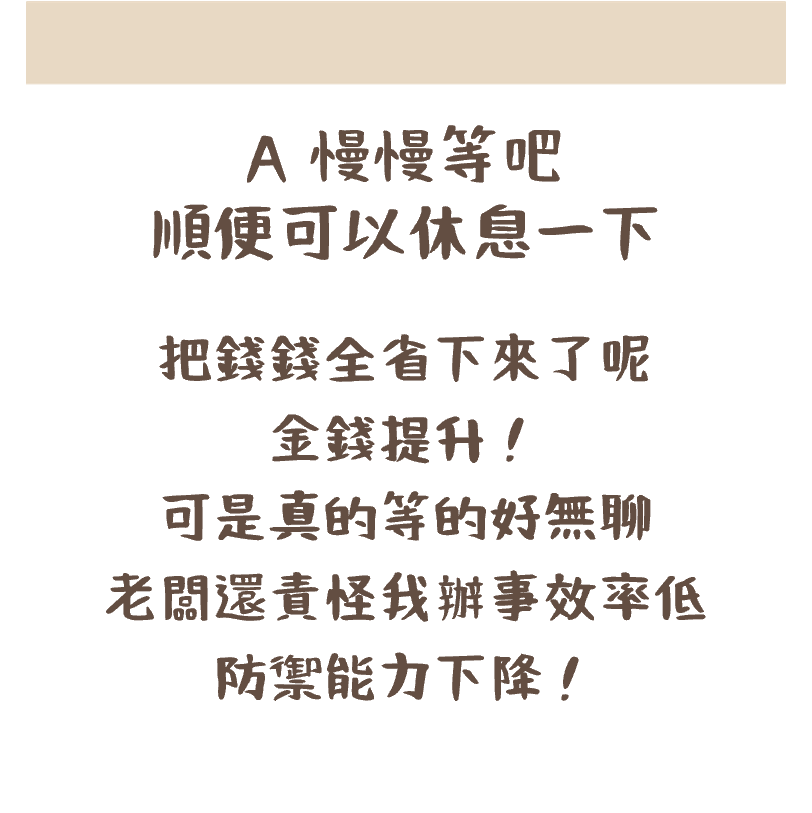 A 慢慢等吧
順便可以休息一下
把錢錢全省下來了呢
金錢提升！
可是真的等的好無聊
老闆還責怪我辦事效率低
防禦能力下降！